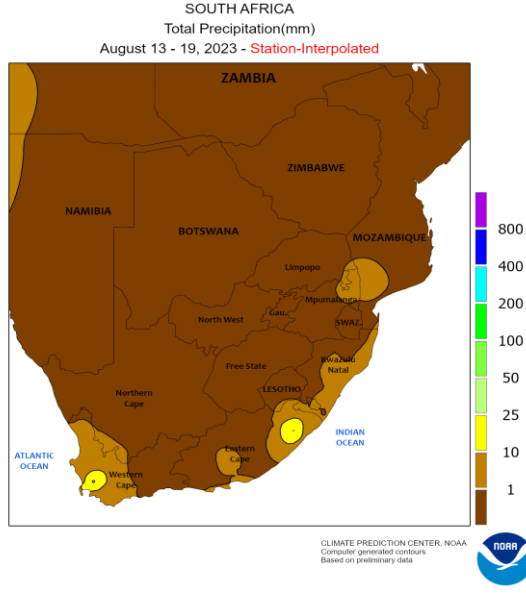 SOUTH AFRICA
Total Precipitation(mm)
August 13 - 19, 2023 - Station-Interpolated
ZAMBIA
ZIMBABWE
NAMIBIA
BOTSWANA
MOZAMBIQUE
Limpopo
Mpumalanga
Gau.
North West
SWAZ.
Kwazulu
Natal
Free State
LESOTHO
Northern
Cape
Eastern
Cape
Western
Cape
ATLANTIC
OCEAN
INDIAN
OCEAN
800
400
200
100
50
25
10
1
CLIMATE PREDICTION CENTER, NOAA
Computer generated contours
Based on preliminary data
NOAA